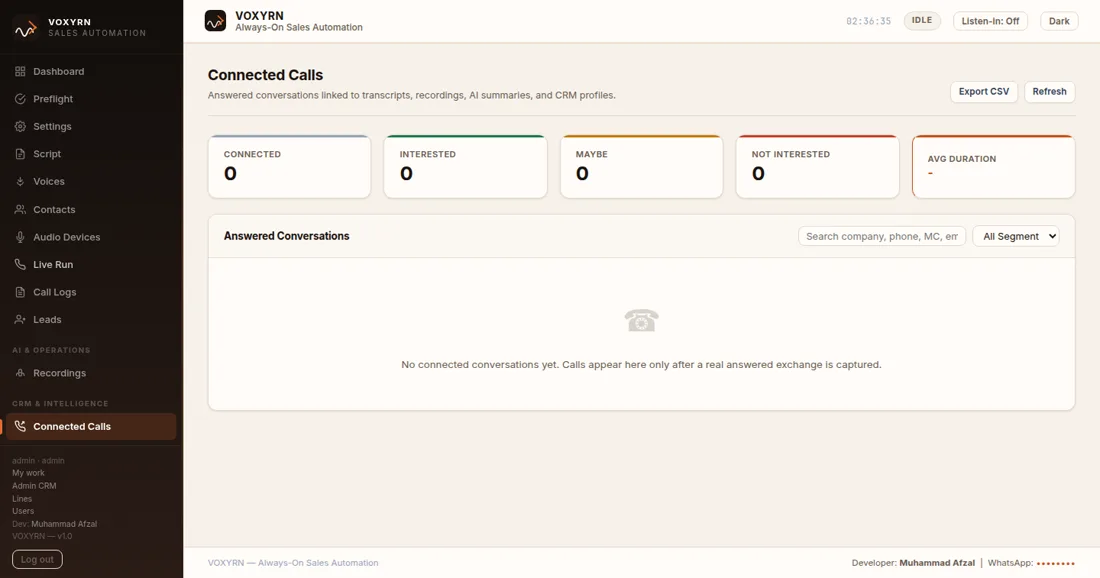 VOXYRN
SALES AUTOMATION
Dashboard
Preflight
Settings
Script
Voices
Contacts
Audio Devices
Live Run
Call Logs
Leads
AI & OPERATIONS
Recordings
CRM & INTELLIGENCE
Connected Calls
admin - admin
My work
Admin CRM
Lines
Users
Dev: Muhammad Afzal
VOXYRN — v1.0
Log out
VOXYRN
Always-On Sales Automation
02:36:35
IDLE
Listen-In: Off
Dark
Connected Calls
Answered conversations linked to transcripts, recordings, AI summaries, and CRM profiles.
Export CSV
Refresh
CONNECTED
0
INTERESTED
0
MAYBE
0
NOT INTERESTED
0
AVG DURATION
-
Answered Conversations
Search company, phone, MC, em
All Segment
No connected conversations yet. Calls appear here only after a real answered exchange is captured.
VOXYRN — Always-On Sales Automation
Developer: Muhammad Afzal | WhatsApp: ••••••••